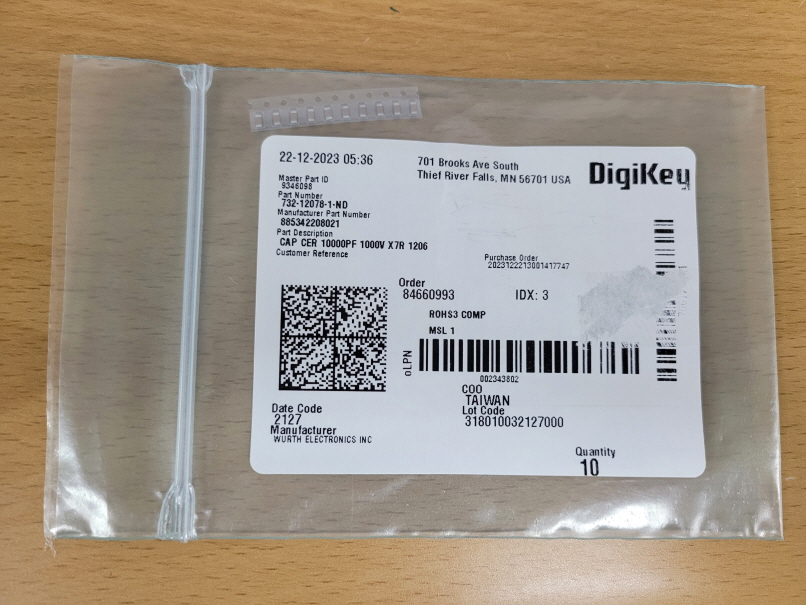 22-12-2023 05:36
701 Brooks Ave South
Thief River Falls, MN 56701 USA
DigiKey
Master Part ID
9346098
Part Number
732-12078-1-ND
Manufacturer Part Number
885342208021
Part Description
CAP CER 10000PF 1000V X7R 1206
Customer Reference
Purchase Order
2023122213001417747
Order
84660993
IDX: 3
ROHS3 COMP
MSL 1
oLPN
002343802
COO
TAIWAN
Lot Code
318010032127000
Date Code
2127
Manufacturer
WURTH ELECTRONICS INC
Quantity
10